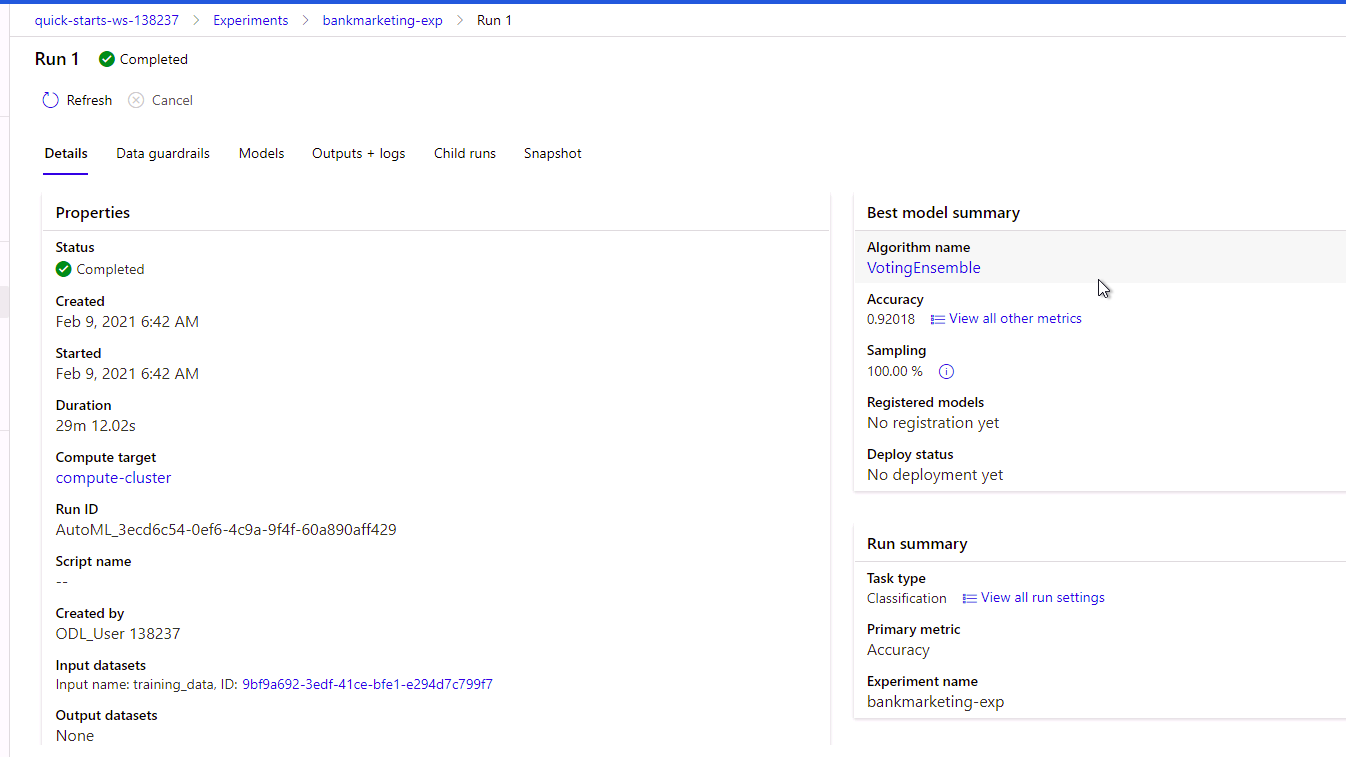 quick-starts-ws-138237 > Experiments > bankmarketing-exp > Run 1
Run 1 Completed
Refresh Cancel
Details Data guardrails Models Outputs + logs Child runs Snapshot
Properties
Status
Completed
Created
Feb 9, 2021 6:42 AM
Started
Feb 9, 2021 6:42 AM
Duration
29m 12.02s
Compute target
compute-cluster
Run ID
AutoML_3ecd6c54-0ef6-4c9a-9f4f-60a890aff429
Script name
--
Created by
ODL_User 138237
Input datasets
Input name: training_data, ID: 9bf9a692-3edf-41ce-bfe1-e294d7c799f7
Output datasets
None
Best model summary
Algorithm name
VotingEnsemble
Accuracy
0.92018 View all other metrics
Sampling
100.00 %
Registered models
No registration yet
Deploy status
No deployment yet
Run summary
Task type
Classification View all run settings
Primary metric
Accuracy
Experiment name
bankmarketing-exp